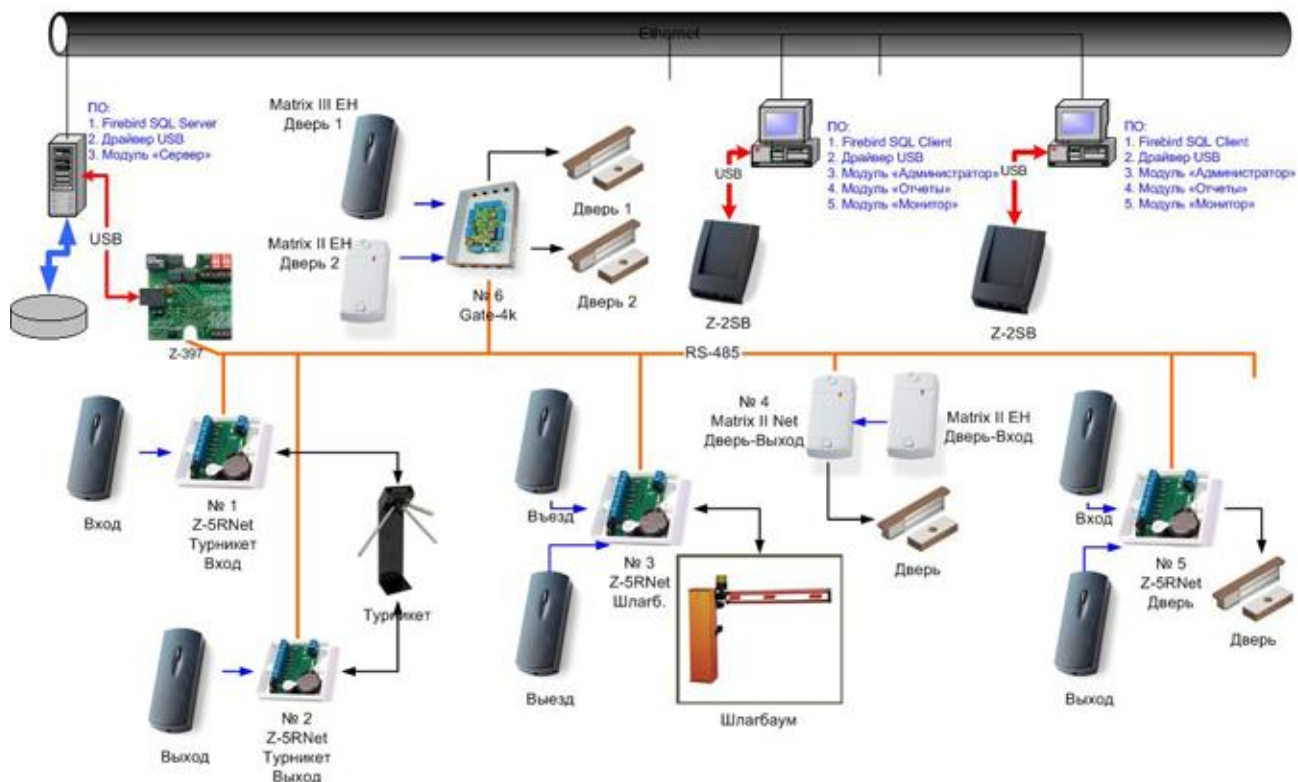 Ethernet
ПО:
1. Firebird SQL Server
2. Драйвер USB
3. Модуль «Сервер»
Matrix III EH
Дверь 1
ПО:
1. Firebird SQL Client
2. Драйвер USB
3. Модуль «Администратор»
4. Модуль «Отчеты»
5. Модуль «Монитор»
ПО:
1. Firebird SQL Client
2. Драйвер USB
3. Модуль «Администратор»
4. Модуль «Отчеты»
5. Модуль «Монитор»
USB
USB
USB
Дверь 1
Matrix II EH
Дверь 2
№ 6
Gate-4k
Дверь 2
Z-2SB
Z-2SB
Z-397
RS-485
№ 4
Matrix II Net
Дверь-Выход
Matrix II EH
Дверь-Вход
Вход
№ 1
Z-5RNet
Турникет
Вход
Турникет
Въезд
№ 3
Z-5RNet
Шлагб.
Дверь
Вход
№ 5
Z-5RNet
Дверь
Дверь
Выход
№ 2
Z-5RNet
Турникет
Выход
Выезд
Шлагбаум
Выход